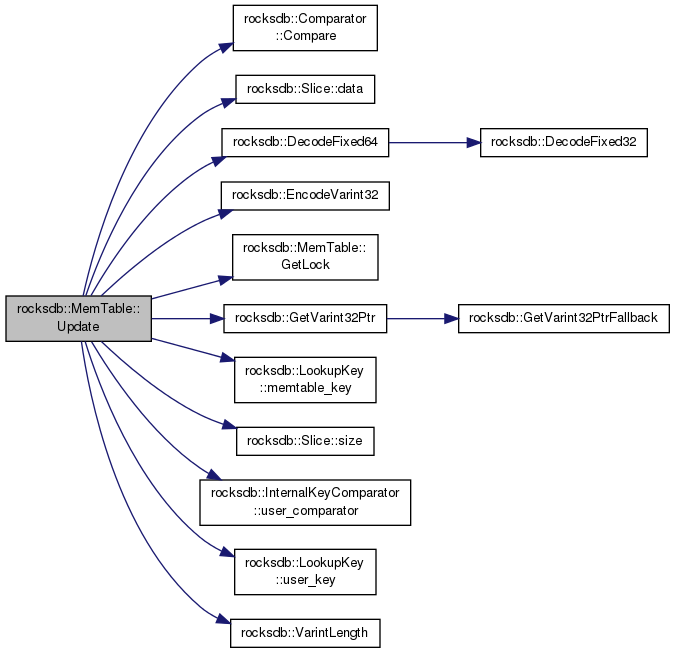 rocksdb::MemTable::
Update
rocksdb::Comparator
::Compare
rocksdb::Slice::data
rocksdb::DecodeFixed64
rocksdb::DecodeFixed32
rocksdb::EncodeVarint32
rocksdb::MemTable::
GetLock
rocksdb::GetVarint32Ptr
rocksdb::GetVarint32PtrFallback
rocksdb::LookupKey
::memtable_key
rocksdb::Slice::size
rocksdb::InternalKeyComparator
::user_comparator
rocksdb::LookupKey
::user_key
rocksdb::VarintLength